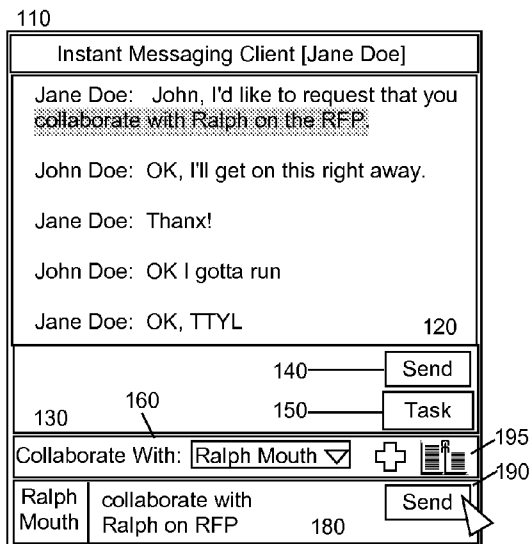 110
Instant Messaging Client [Jane Doe]
Jane Doe: John, I'd like to request that you
collaborate with Ralph on the RFP.
John Doe: OK, I'll get on this right away.
Jane Doe: Thanx!
John Doe: OK I gotta run
Jane Doe: OK, TTYL
120
140 Send
130 160 150 Task
Collaborate With: Ralph Mouth 195
190
Ralph Mouth
collaborate with
Ralph on RFP
180
Send